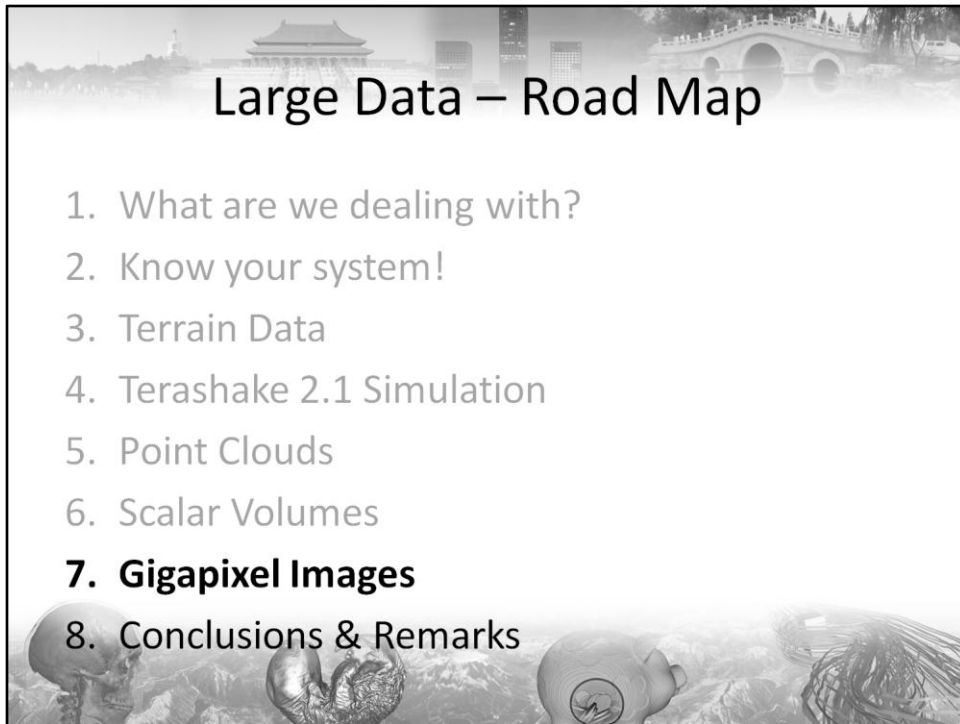 Large Data – Road Map
1. What are we dealing with?
2. Know your system!
3. Terrain Data
4. Terashake 2.1 Simulation
5. Point Clouds
6. Scalar Volumes
7. Gigapixel Images
8. Conclusions & Remarks